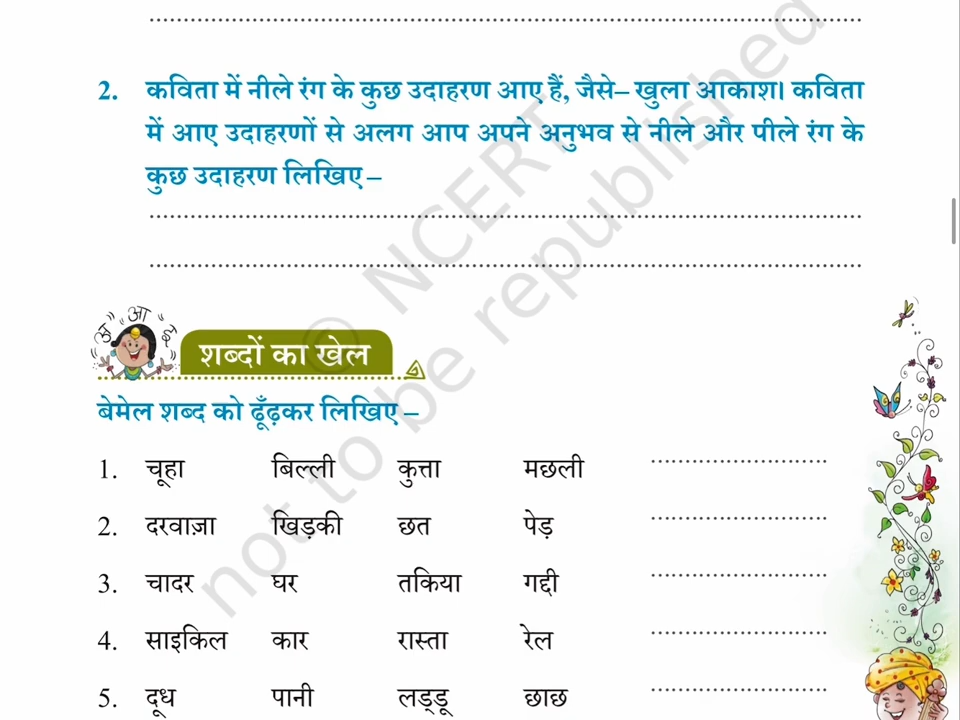 2. कविता में नीले रंग के कुछ उदाहरण आए हैं, जैसे– खुला आकाश। कविता
में आए उदाहरणों से अलग आप अपने अनुभव से नीले और पीले रंग के
कुछ उदाहरण लिखिए –
अ आ इ
शब्दों का खेल
बेमेल शब्द को ढूँढ़कर लिखिए –
1. चूहा बिल्ली कुत्ता मछली
2. दरवाज़ा खिड़की छत पेड़
3. चादर घर तकिया गद्दी
4. साइकिल कार रास्ता रेल
5. दूध पानी लड्डू छाछ
© NCERT
not to be republished